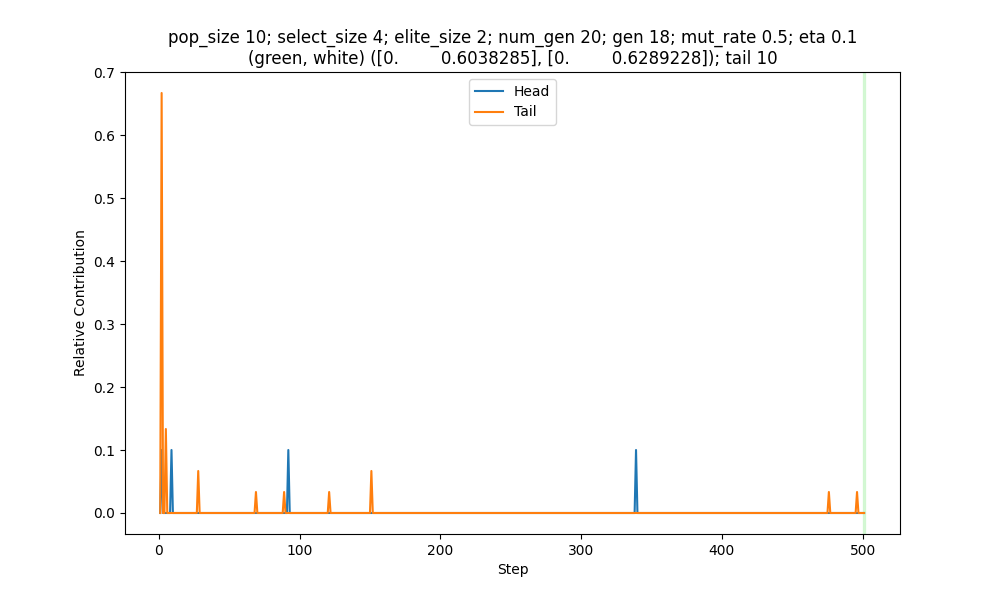 pop_size 10; select_size 4; elite_size 2; num_gen 20; gen 18; mut_rate 0.5; eta 0.1
(green, white) ([0.         0.6038285], [0.         0.6289228]); tail 10
Head
Tail
Relative Contribution
0.7
0.6
0.5
0.4
0.3
0.2
0.1
0.0
0
100
200
300
400
500
Step